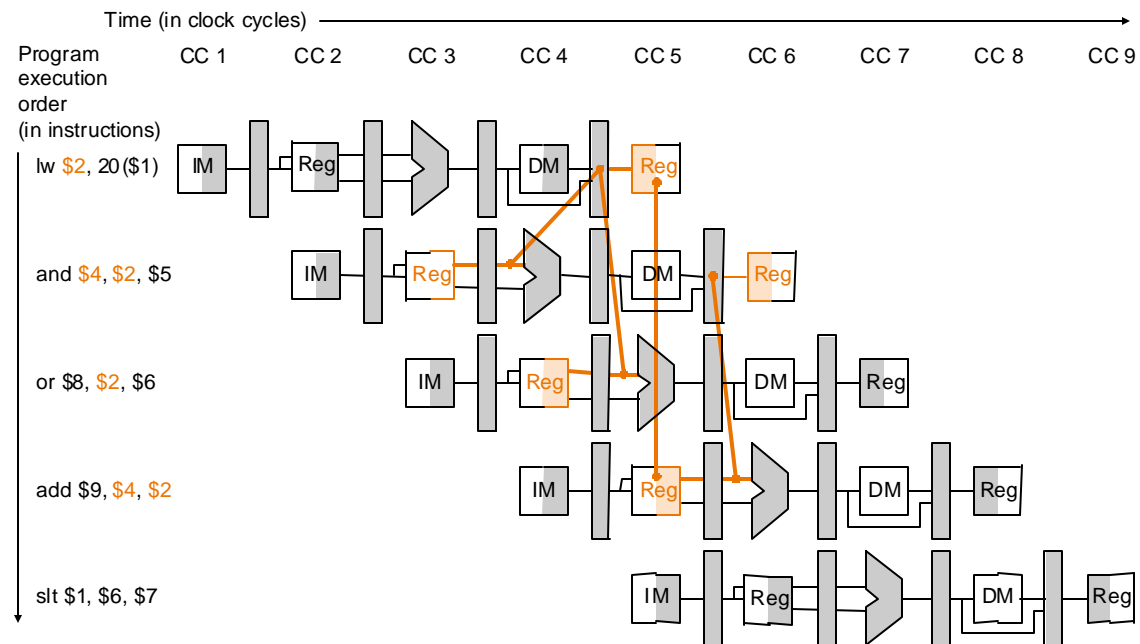 Time (in clock cycles)
Program
execution
order
(in instructions)
CC 1 CC 2 CC 3 CC 4 CC 5 CC 6 CC 7 CC 8 CC 9
lw $2, 20($1) IM Reg DM Reg
and $4, $2, $5 IM Reg DM Reg
or $8, $2, $6 IM Reg DM Reg
add $9, $4, $2 IM Reg DM Reg
slt $1, $6, $7 IM Reg DM Reg